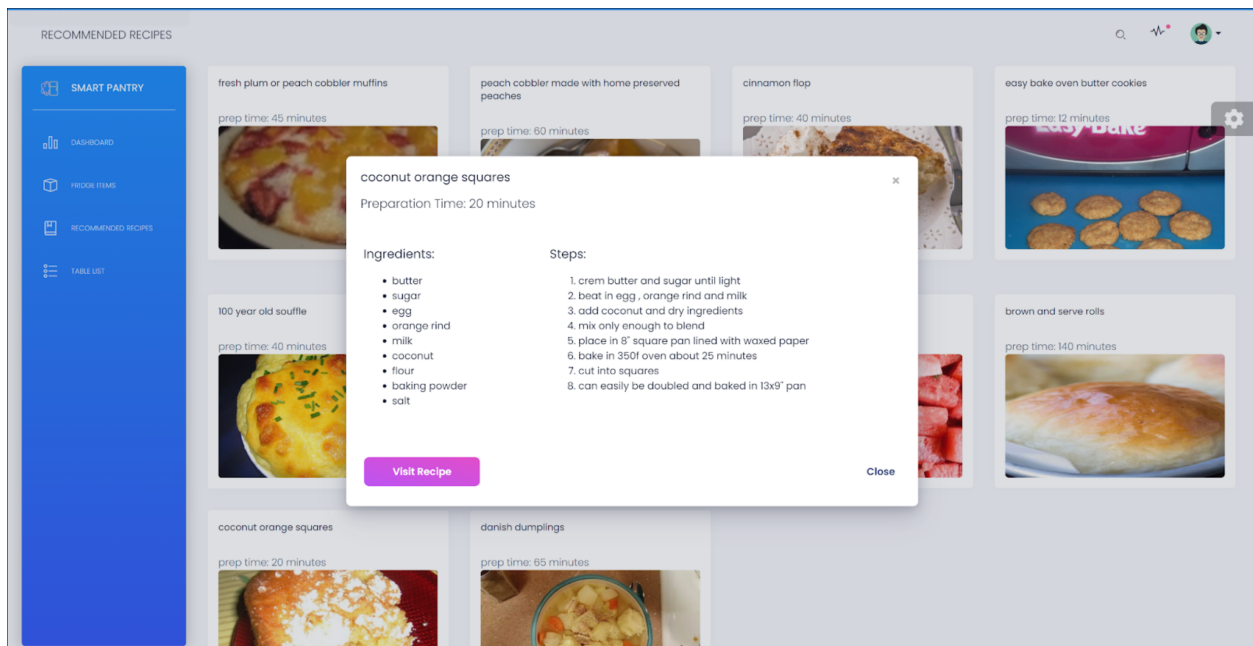 RECOMMENDED RECIPES
SMART PANTRY
DASHBOARD
FRIDGE ITEMS
RECOMMENDED RECIPES
TABLE LIST
fresh plum or peach cobbler muffins
prep time: 45 minutes
peach cobbler made with home preserved
peaches
prep time: 60 minutes
cinnamon flop
prep time: 40 minutes
easy bake oven butter cookies
prep time: 12 minutes
Easy-Bake
coconut orange squares
×
Preparation Time: 20 minutes
Ingredients:
• butter
• sugar
• egg
• orange rind
• milk
• coconut
• flour
• baking powder
• salt
Steps:
1. crem butter and sugar until light
2. beat in egg , orange rind and milk
3. add coconut and dry ingredients
4. mix only enough to blend
5. place in 8" square pan lined with waxed paper
6. bake in 350f oven about 25 minutes
7. cut into squares
8. can easily be doubled and baked in 13x9" pan
Visit Recipe
Close
100 year old souffle
prep time: 40 minutes
brown and serve rolls
prep time: 140 minutes
coconut orange squares
prep time: 20 minutes
danish dumplings
prep time: 65 minutes